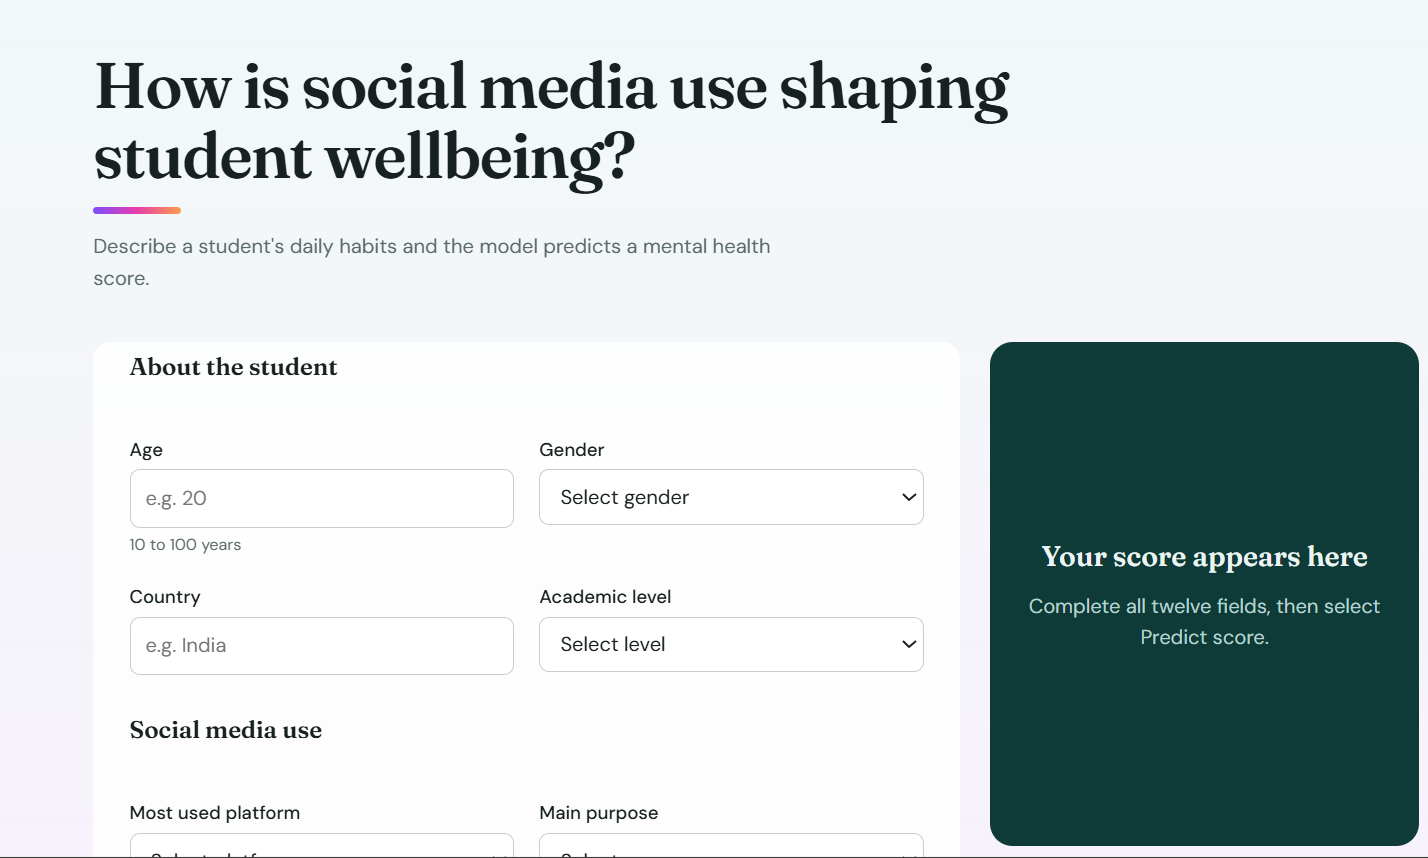 How is social media use shaping
student wellbeing?
Describe a student's daily habits and the model predicts a mental health
score.
About the student
Age
Gender
e.g. 20
Select gender
10 to 100 years
Country
Academic level
e.g. India
Select level
Social media use
Most used platform
Main purpose
Your score appears here
Complete all twelve fields, then select
Predict score.